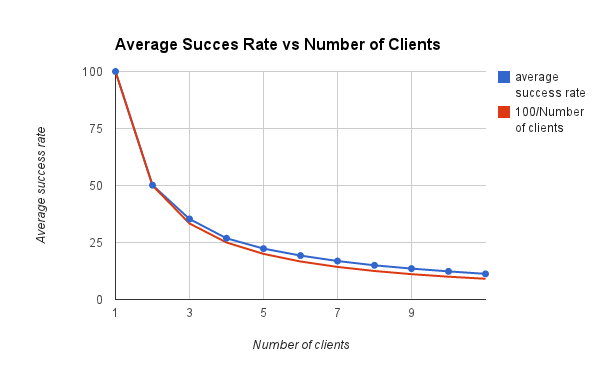 Average Succes Rate vs Number of Clients
100
75
50
25
0
Average success rate
1
3
5
7
9
Number of clients
average
success rate
100/Number
of clients